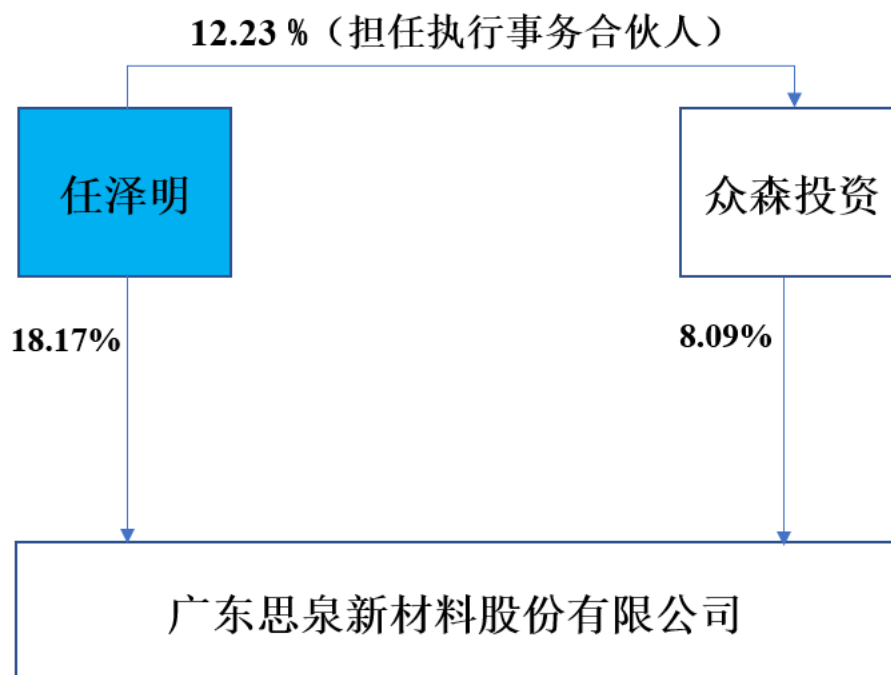 12.23 %（担任执行事务合伙人）
任泽明
众森投资
18.17%
8.09%
广东思泉新材料股份有限公司